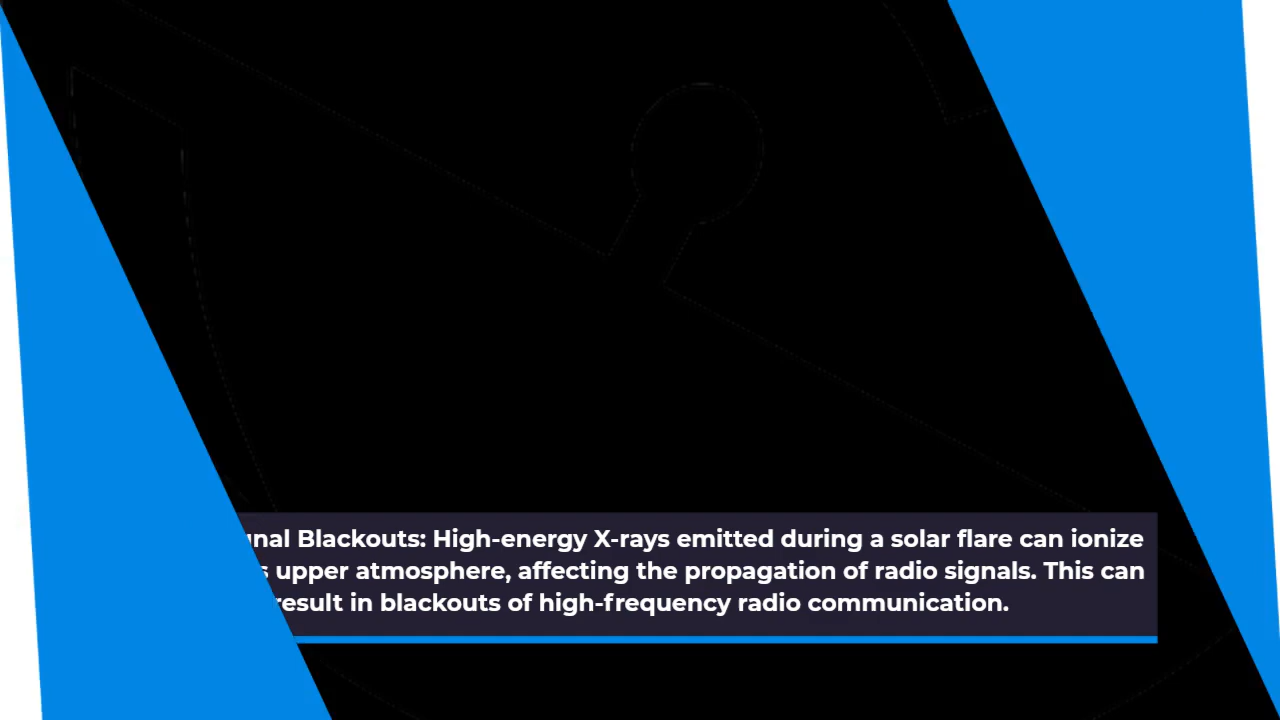 Blackouts: High-energy X-rays emitted during a solar flare can ionize
upper atmosphere, affecting the propagation of radio signals. This can
result in blackouts of high-frequency radio communication.